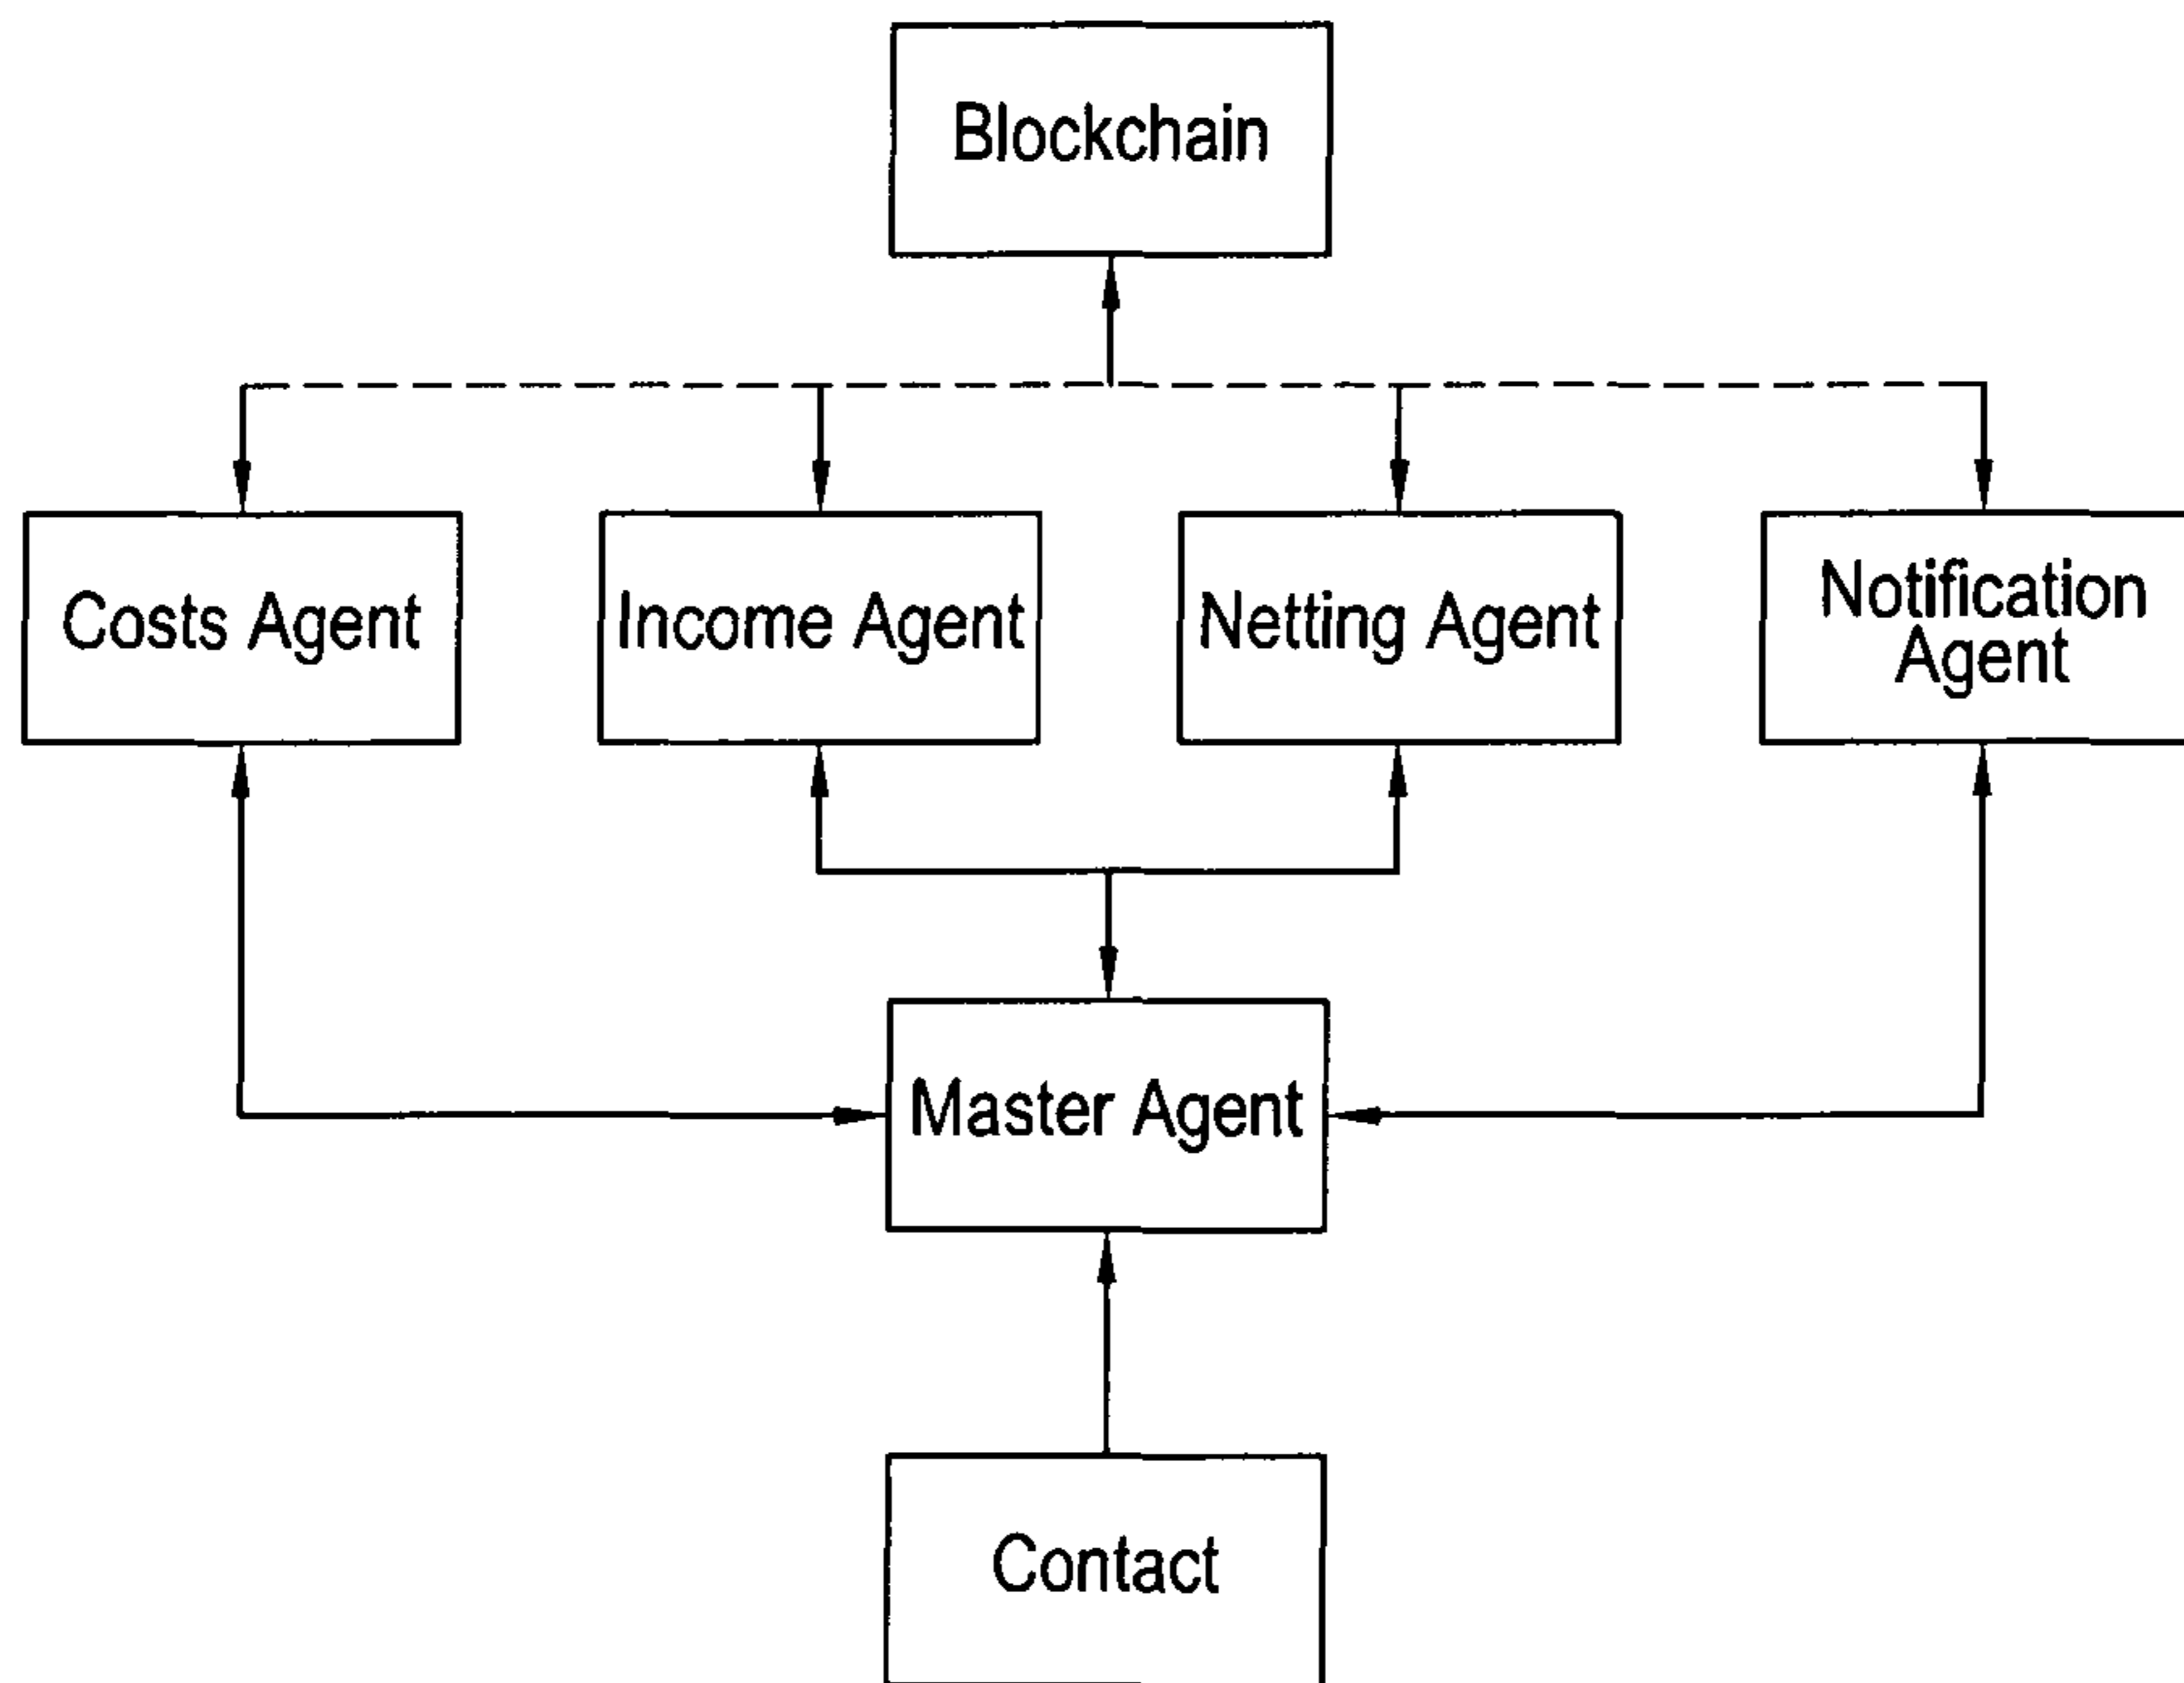 Blockchain
Costs Agent
Income Agent
Netting Agent
Notification
Agent
Master Agent
Contact